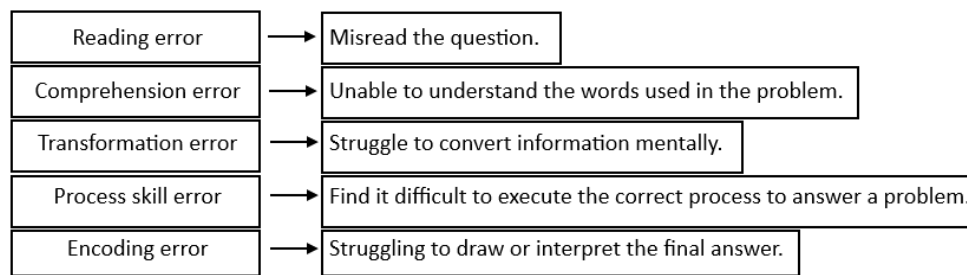 Reading error Misread the question.
Comprehension error Unable to understand the words used in the problem.
Transformation error Struggle to convert information mentally.
Process skill error Find it difficult to execute the correct process to answer a problem.
Encoding error Struggling to draw or interpret the final answer.